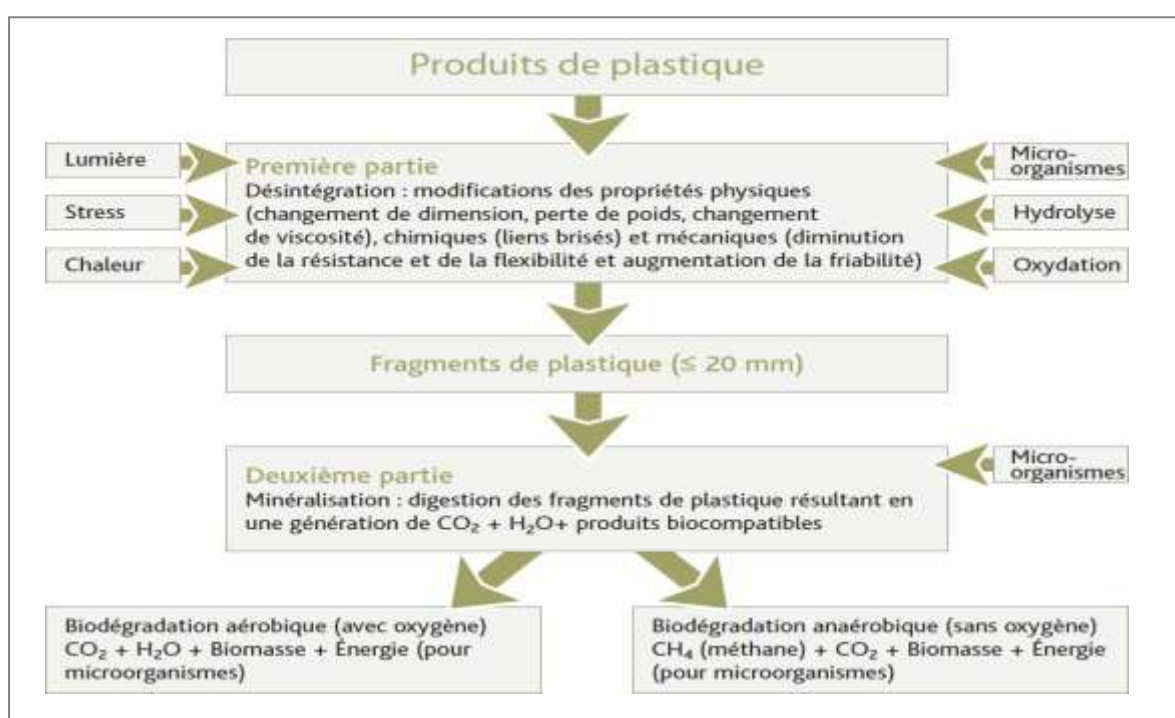 Produits de plastique
Lumière
Stress
Chaleur
Première partie
Désintégration : modifications des propriétés physiques
(changement de dimension, perte de poids, changement
de viscosité), chimiques (liens brisés) et mécaniques (diminution
de la résistance et de la flexibilité et augmentation de la friabilité)
Micro-
organismes
Hydrolyse
Oxydation
Fragments de plastique (≤ 20 mm)
Deuxième partie
Minéralisation : digestion des fragments de plastique résultant en
une génération de CO₂ + H₂O+ produits biocompatibles
Micro-
organismes
Biodégradation aérobique (avec oxygène)
CO₂ + H₂O + Biomasse + Énergie (pour
microorganismes)
Biodégradation anaérobique (sans oxygène)
CH₄ (méthane) + CO₂ + Biomasse + Énergie
(pour microorganismes)